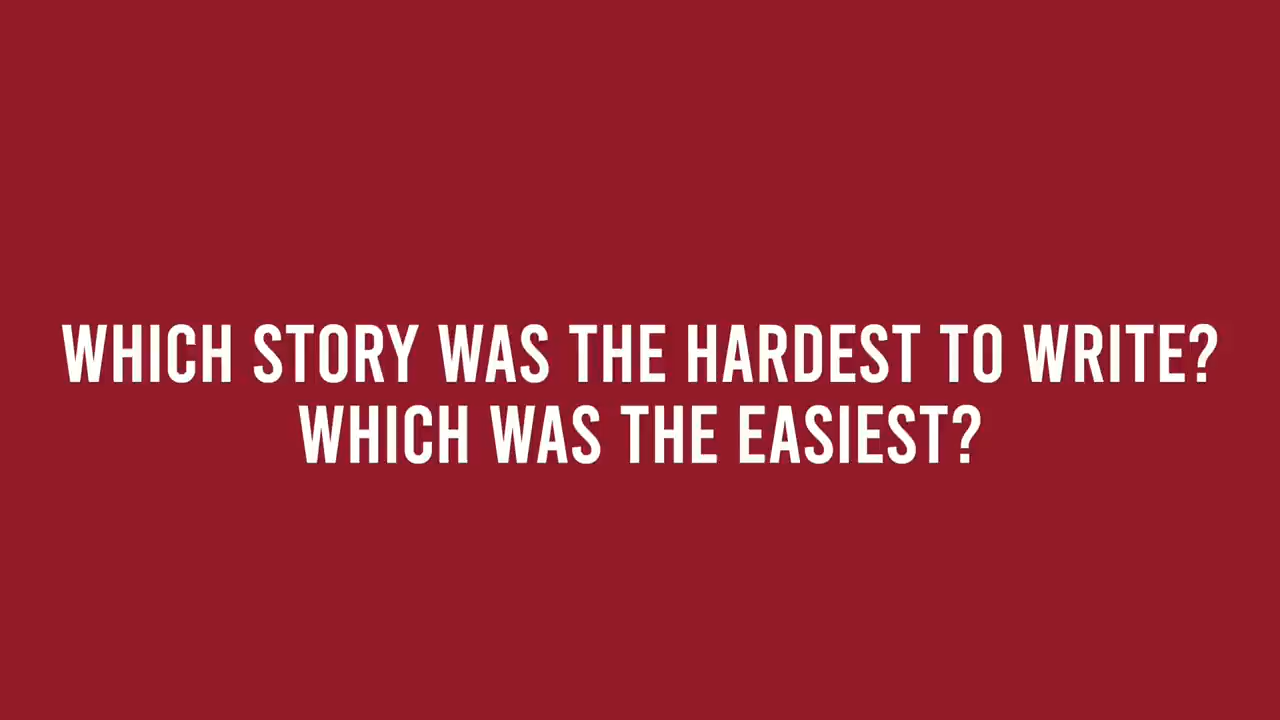 WHICH STORY WAS THE HARDEST TO WRITE?
WHICH WAS THE EASIEST?